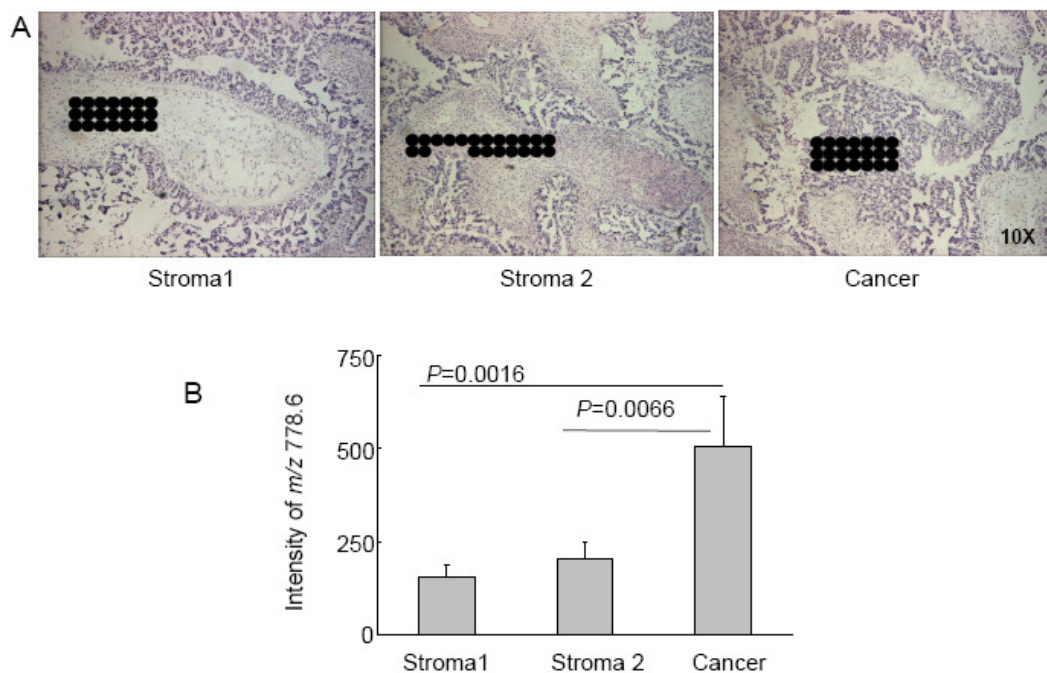 A
10X
Stroma1 Stroma 2 Cancer
B
Intensity of m/z 778.6
750
500
250
0
P=0.0016
P=0.0066
Stroma1 Stroma 2 Cancer